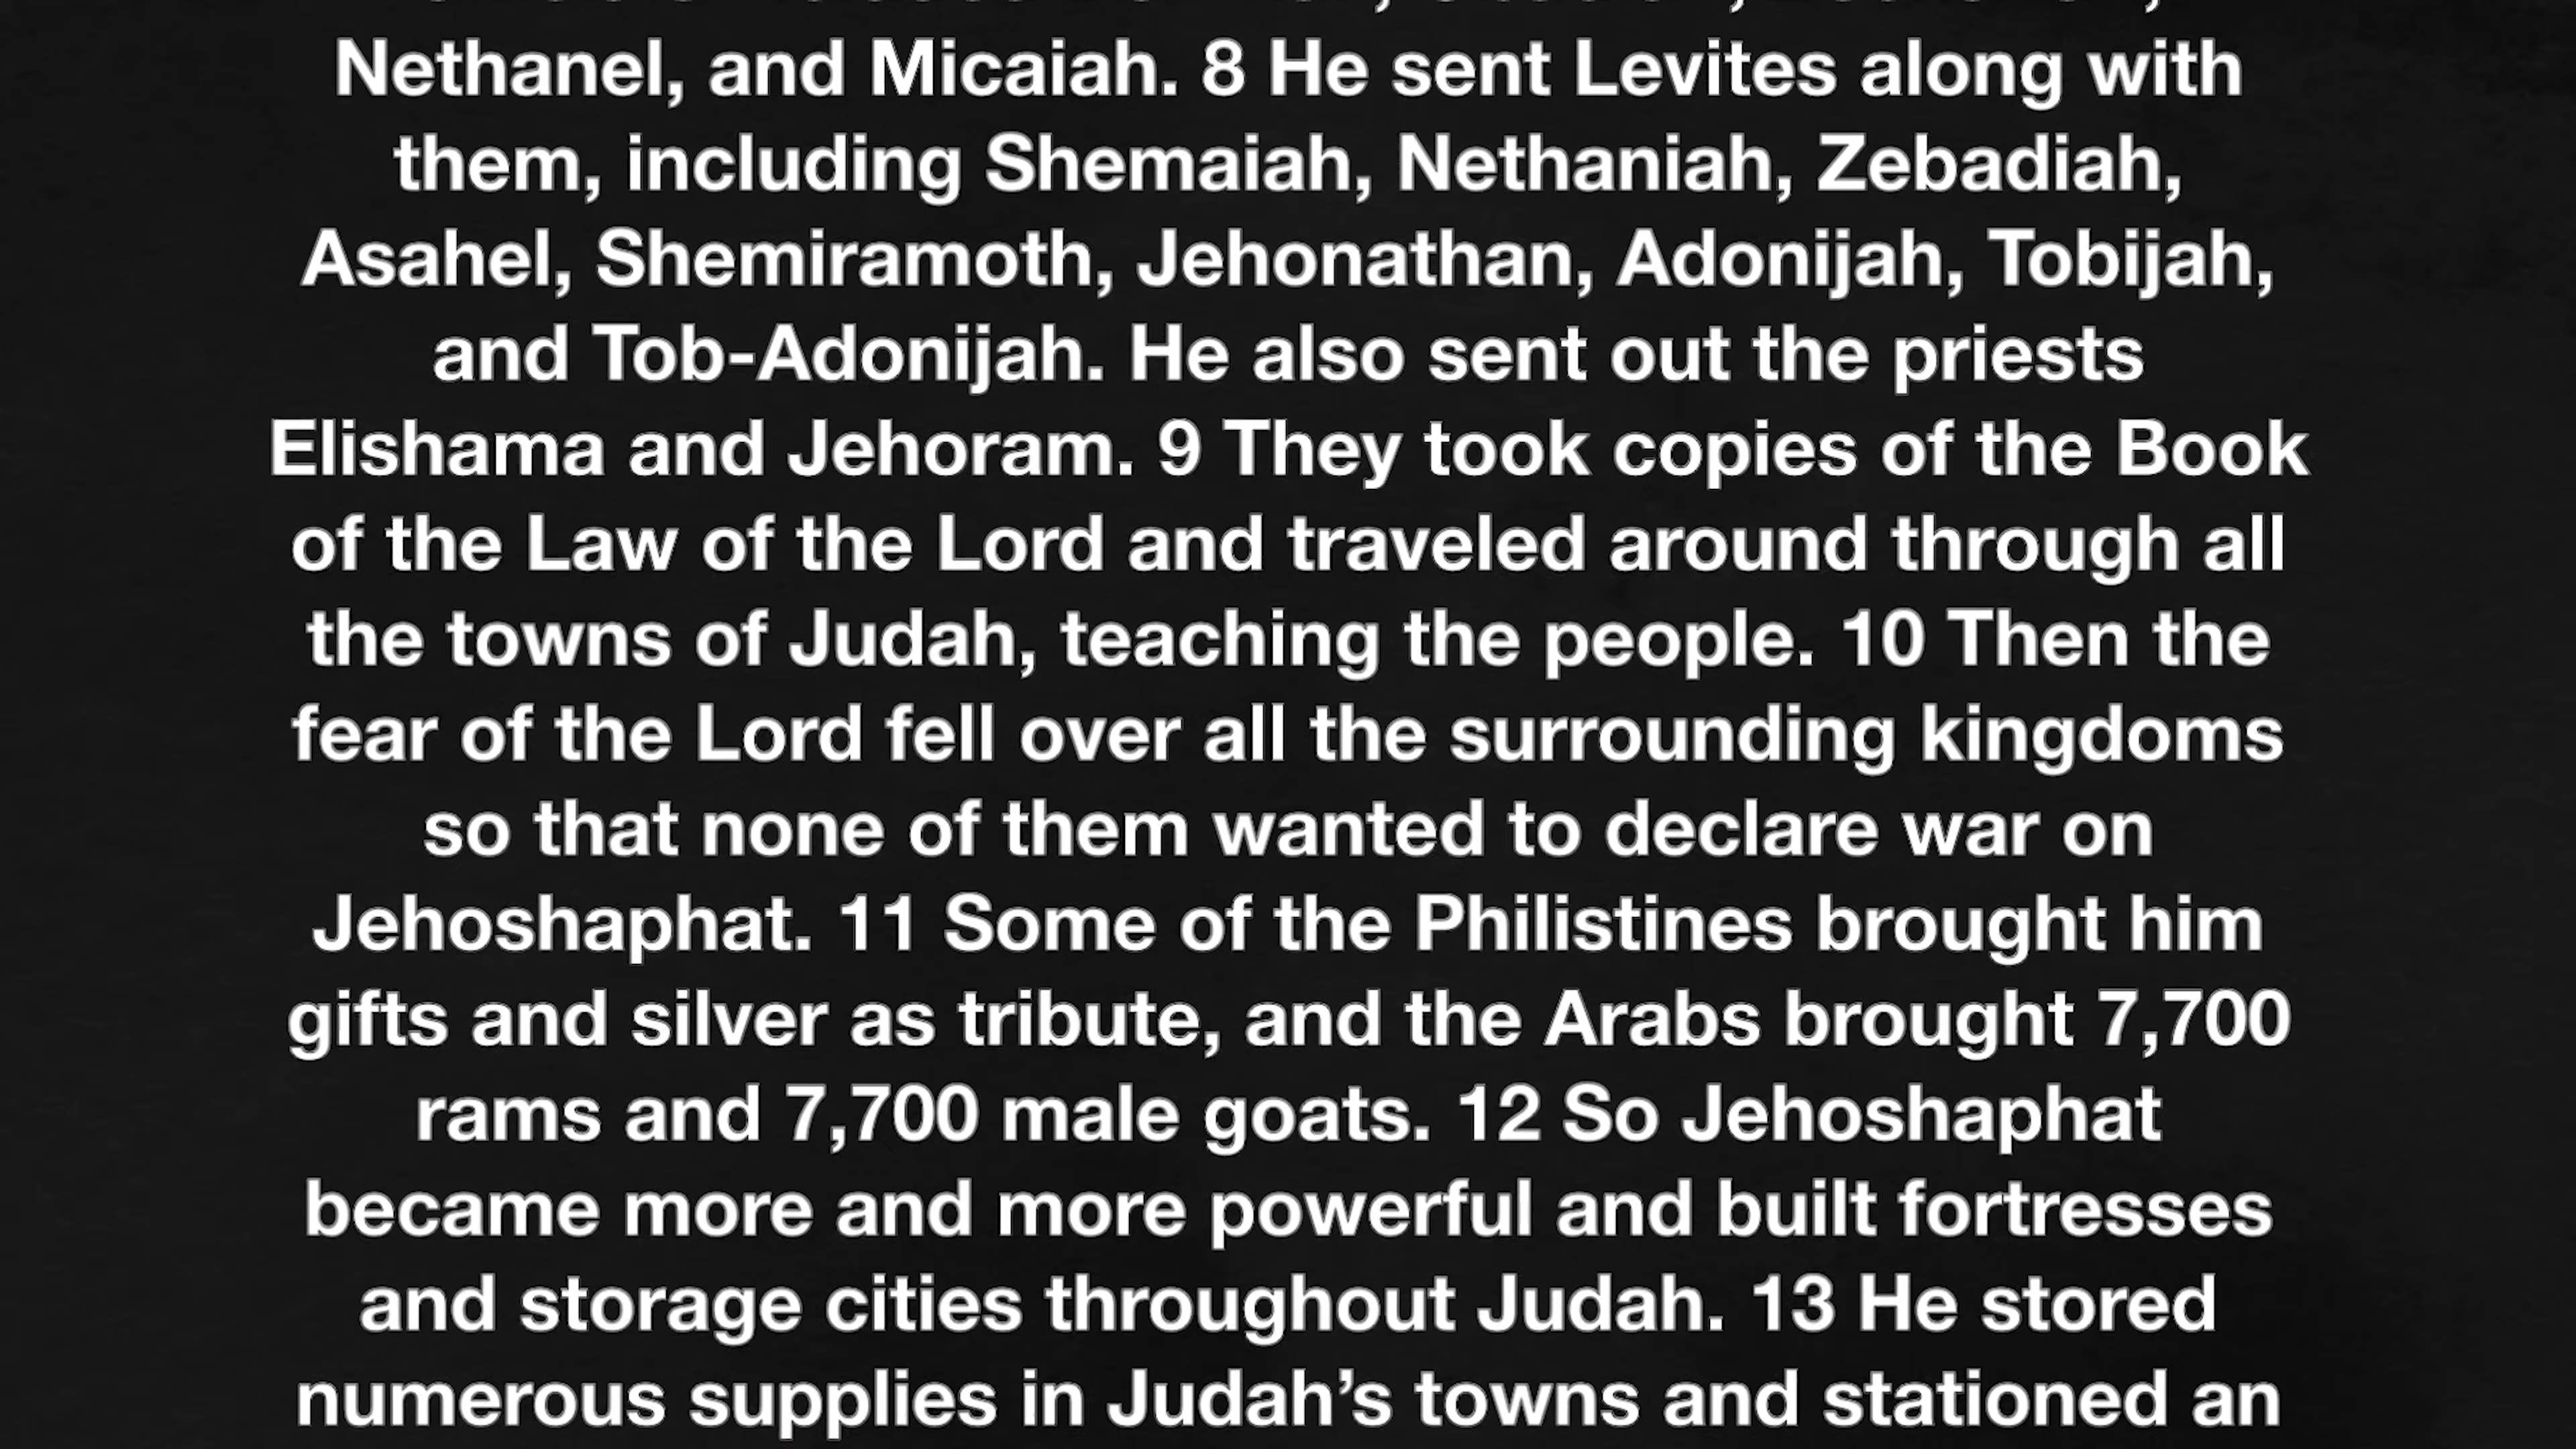 Nethanel, and Micaiah. 8 He sent Levites along with
them, including Shemaiah, Nethaniah, Zebadiah,
Asahel, Shemiramoth, Jehonathan, Adonijah, Tobijah,
and Tob-Adonijah. He also sent out the priests
Elishama and Jehoram. 9 They took copies of the Book
of the Law of the Lord and traveled around through all
the towns of Judah, teaching the people. 10 Then the
fear of the Lord fell over all the surrounding kingdoms
so that none of them wanted to declare war on
Jehoshaphat. 11 Some of the Philistines brought him
gifts and silver as tribute, and the Arabs brought 7,700
rams and 7,700 male goats. 12 So Jehoshaphat
became more and more powerful and built fortresses
and storage cities throughout Judah. 13 He stored
numerous supplies in Judah’s towns and stationed an